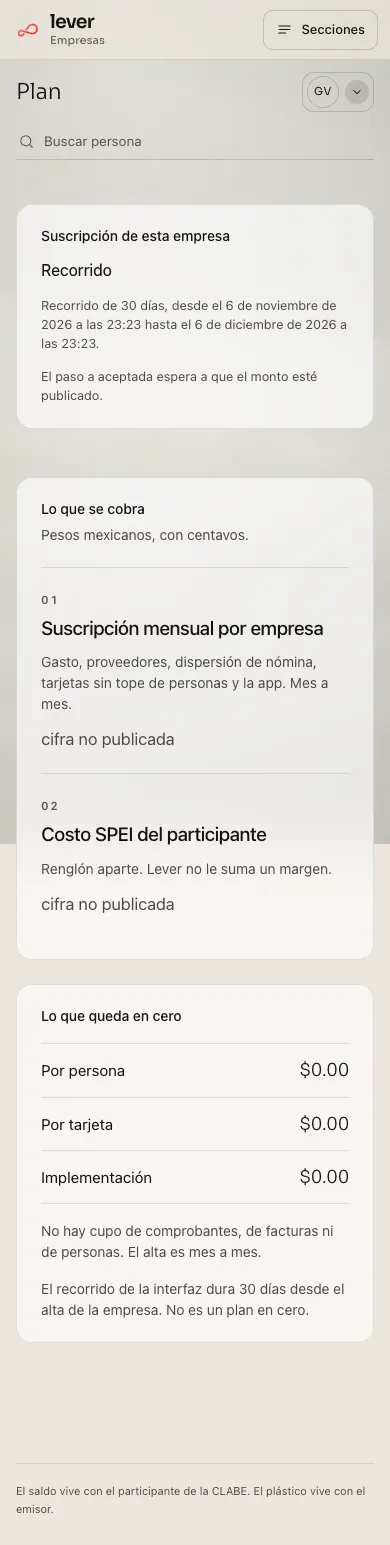 lever
Empresas
Secciones
Plan
GV
Buscar persona
Suscripción de esta empresa
Recorrido
Recorrido de 30 días, desde el 6 de noviembre de
2026 a las 23:23 hasta el 6 de diciembre de 2026 a
las 23:23.
El paso a aceptada espera a que el monto esté
publicado.
Lo que se cobra
Pesos mexicanos, con centavos.
01
Suscripción mensual por empresa
Gasto, proveedores, dispersión de nómina,
tarjetas sin tope de personas y la app. Mes a
mes.
cifra no publicada
02
Costo SPEI del participante
Renglón aparte. Lever no le suma un margen.
cifra no publicada
Lo que queda en cero
Por persona $0.00
Por tarjeta $0.00
Implementación $0.00
No hay cupo de comprobantes, de facturas ni
de personas. El alta es mes a mes.
El recorrido de la interfaz dura 30 días desde el
alta de la empresa. No es un plan en cero.
El saldo vive con el participante de la CLABE. El plástico vive con el
emisor.